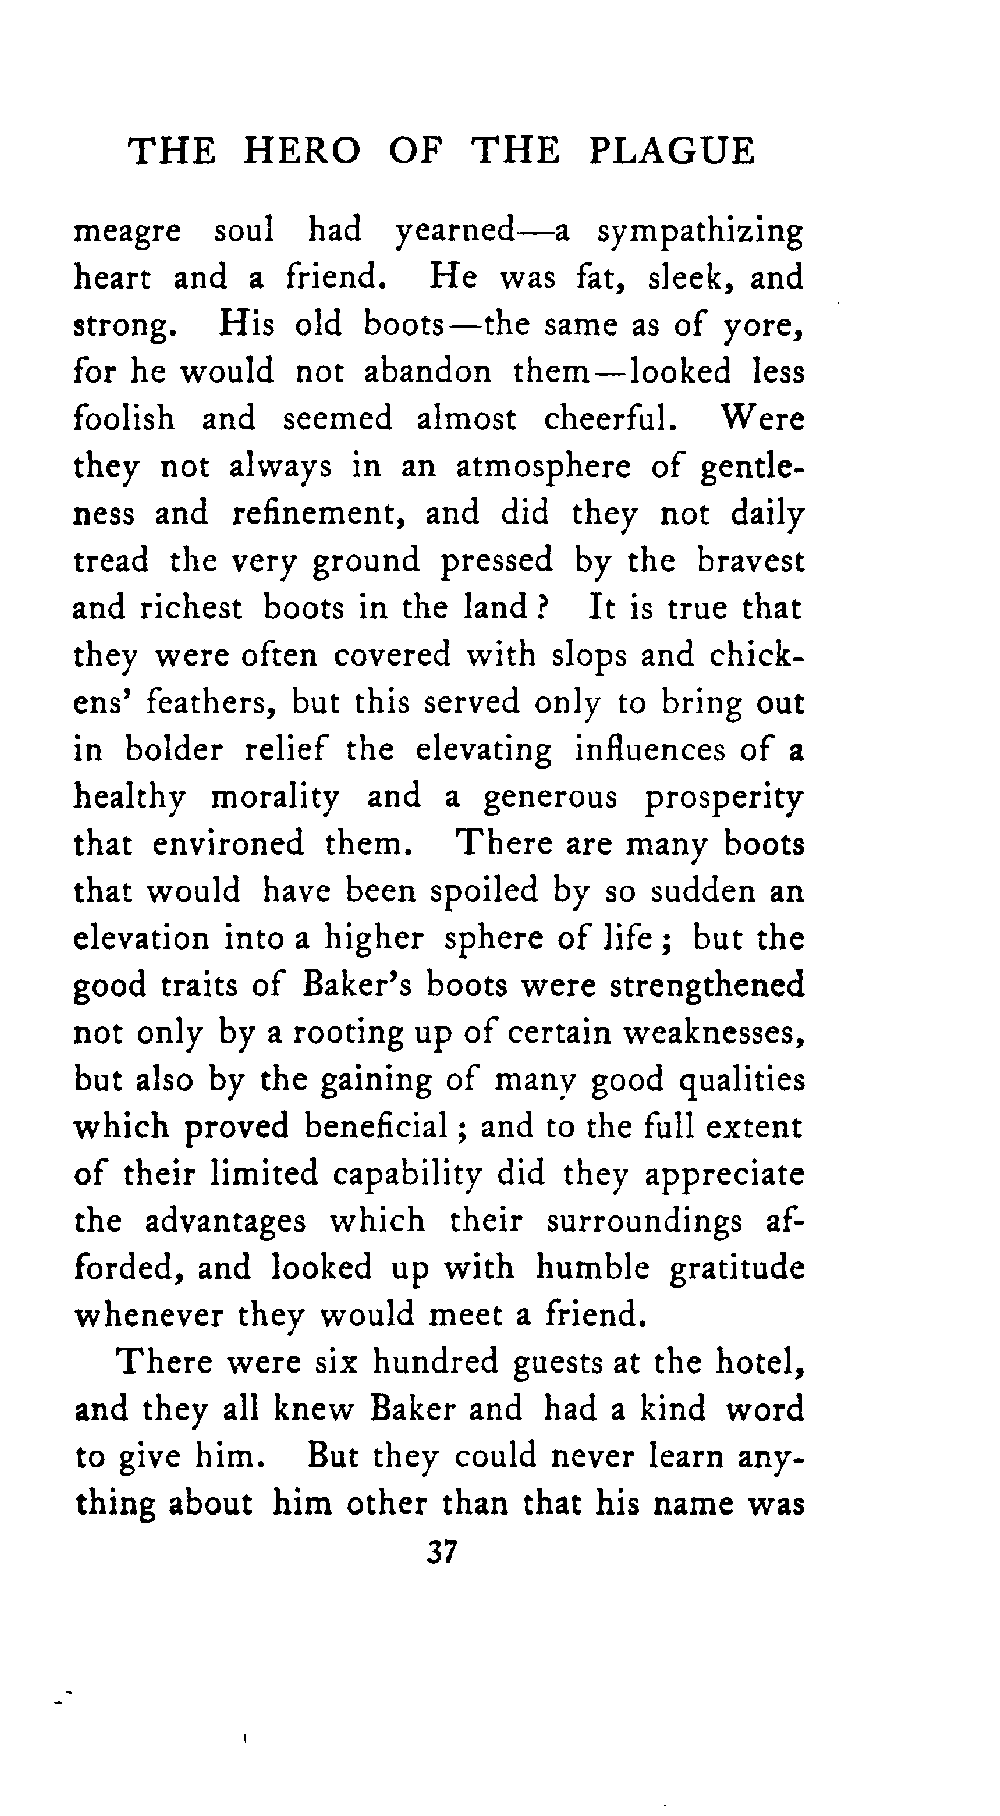 THE HERO OF THE PLAGUE
meagre soul had yearned—a sympathizing
heart and a friend. He was fat, sleek, and
strong. His old boots—the same as of yore,
for he would not abandon them—looked less
foolish and seemed almost cheerful. Were
they not always in an atmosphere of gentle-
ness and refinement, and did they not daily
tread the very ground pressed by the bravest
and richest boots in the land ? It is true that
they were often covered with slops and chick-
ens' feathers, but this served only to bring out
in bolder relief the elevating influences of a
healthy morality and a generous prosperity
that environed them. There are many boots
that would have been spoiled by so sudden an
elevation into a higher sphere of life ; but the
good traits of Baker's boots were strengthened
not only by a rooting up of certain weaknesses,
but also by the gaining of many good qualities
which proved beneficial ; and to the full extent
of their limited capability did they appreciate
the advantages which their surroundings af-
forded, and looked up with humble gratitude
whenever they would meet a friend.
There were six hundred guests at the hotel,
and they all knew Baker and had a kind word
to give him. But they could never learn any-
thing about him other than that his name was
37